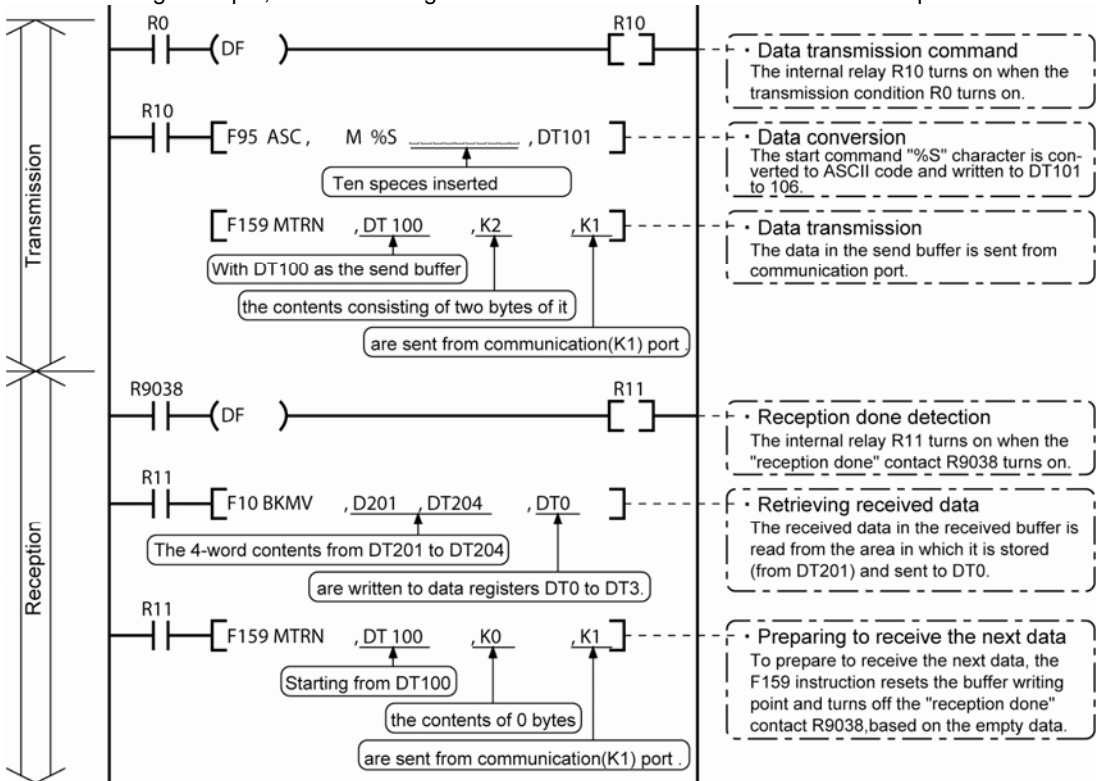 R0
(DF )
R10
· Data transmission command
The internal relay R10 turns on when the
transmission condition R0 turns on.
R10
F95 ASC, M %S , DT101
Ten speces inserted
· Data conversion
The start command "%S" character is con-
verted to ASCII code and written to DT101
to 106.
Transmission
F159 MTRN , DT 100 , K2 , K1
With DT100 as the send buffer
the contents consisting of two bytes of it
are sent from communication(K1) port .
· Data transmission
The data in the send buffer is sent from
communication port.
R9038
(DF )
R11
· Reception done detection
The internal relay R11 turns on when the
"reception done" contact R9038 turns on.
R11
F10 BKMV , D201 , DT204 , DT0
The 4-word contents from DT201 to DT204
are written to data registers DT0 to DT3.
· Retrieving received data
The received data in the received buffer is
read from the area in which it is stored
(from DT201) and sent to DT0.
Reception
R11
F159 MTRN , DT 100 , K0 , K1
Starting from DT100
the contents of 0 bytes
are sent from communication(K1) port .
· Preparing to receive the next data
To prepare to receive the next data, the
F159 instruction resets the buffer writing
point and turns off the "reception done"
contact R9038,based on the empty data.